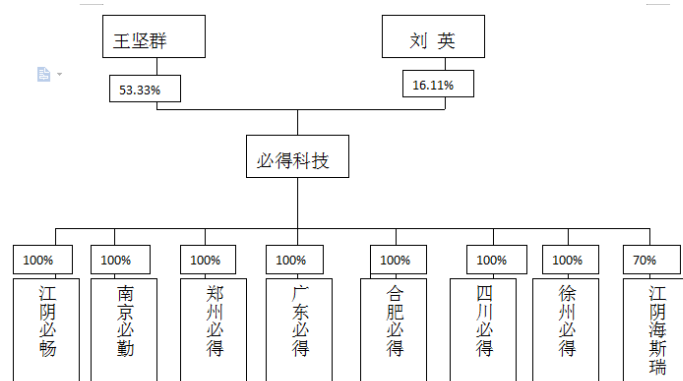 王坚群
刘 英
53.33%
16.11%
必得科技
100%
100%
100%
100%
100%
100%
100%
70%
江阴必畅
南京必勤
郑州必得
广东必得
合肥必得
四川必得
徐州必得
江阴海斯瑞